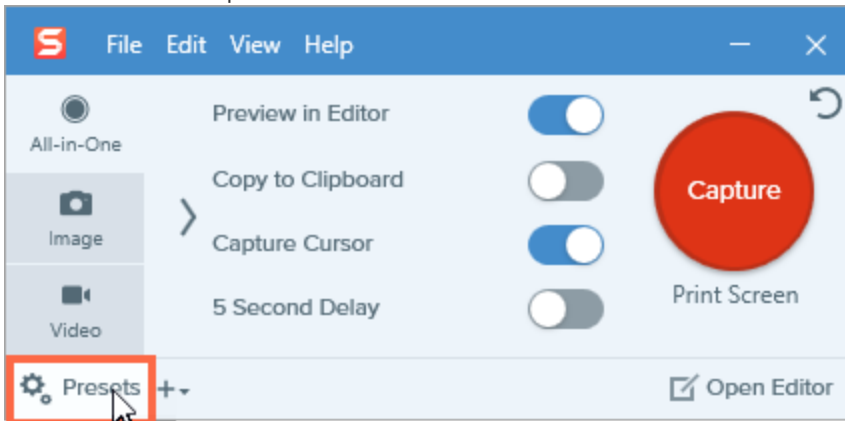 S File Edit View Help
All-in-One
Image
Video
Preview in Editor
Copy to Clipboard
Capture Cursor
5 Second Delay
Capture
Print Screen
Presets
Open Editor